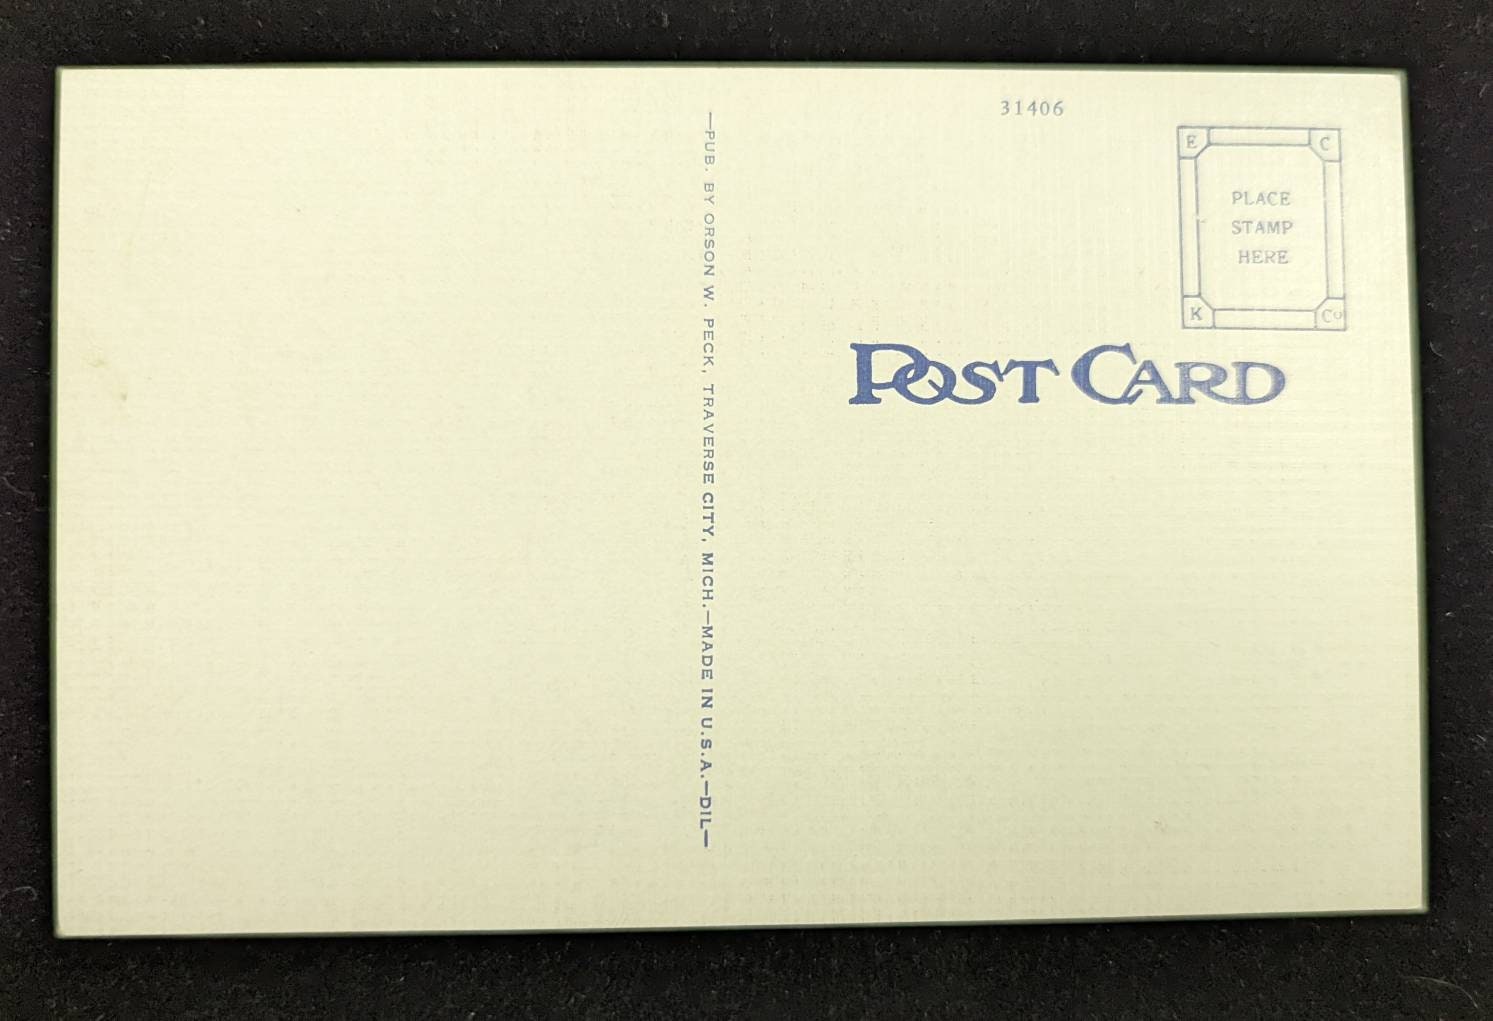 31406
E C
PLACE
STAMP
HERE
K Co
POST CARD
—PUB. BY ORSON W. PECK, TRAVERSE CITY, MICH.—MADE IN U.S.A.—DIL—